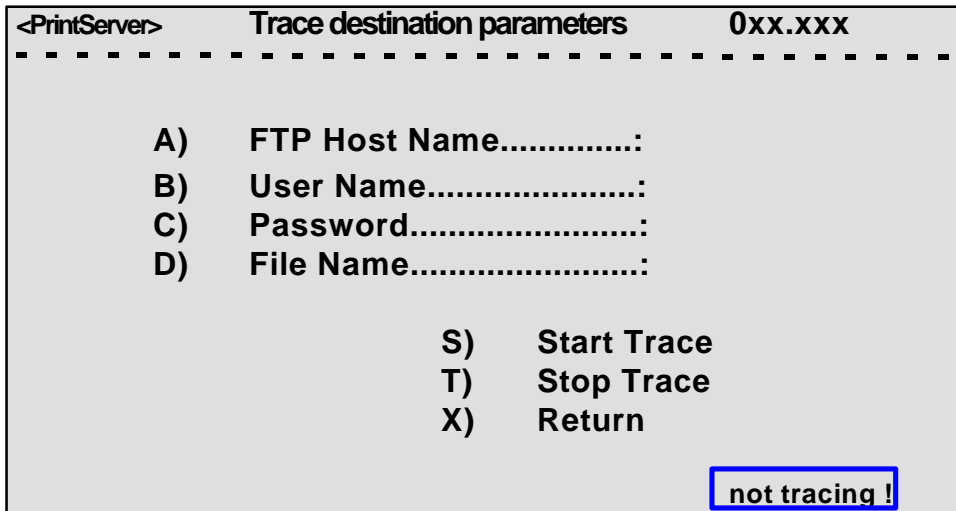 <PrintServer> Trace destination parameters 0xx.xxx
A) FTP Host Name..............:
B) User Name......................:
C) Password........................:
D) File Name........................:
S) Start Trace
T) Stop Trace
X) Return
not tracing !